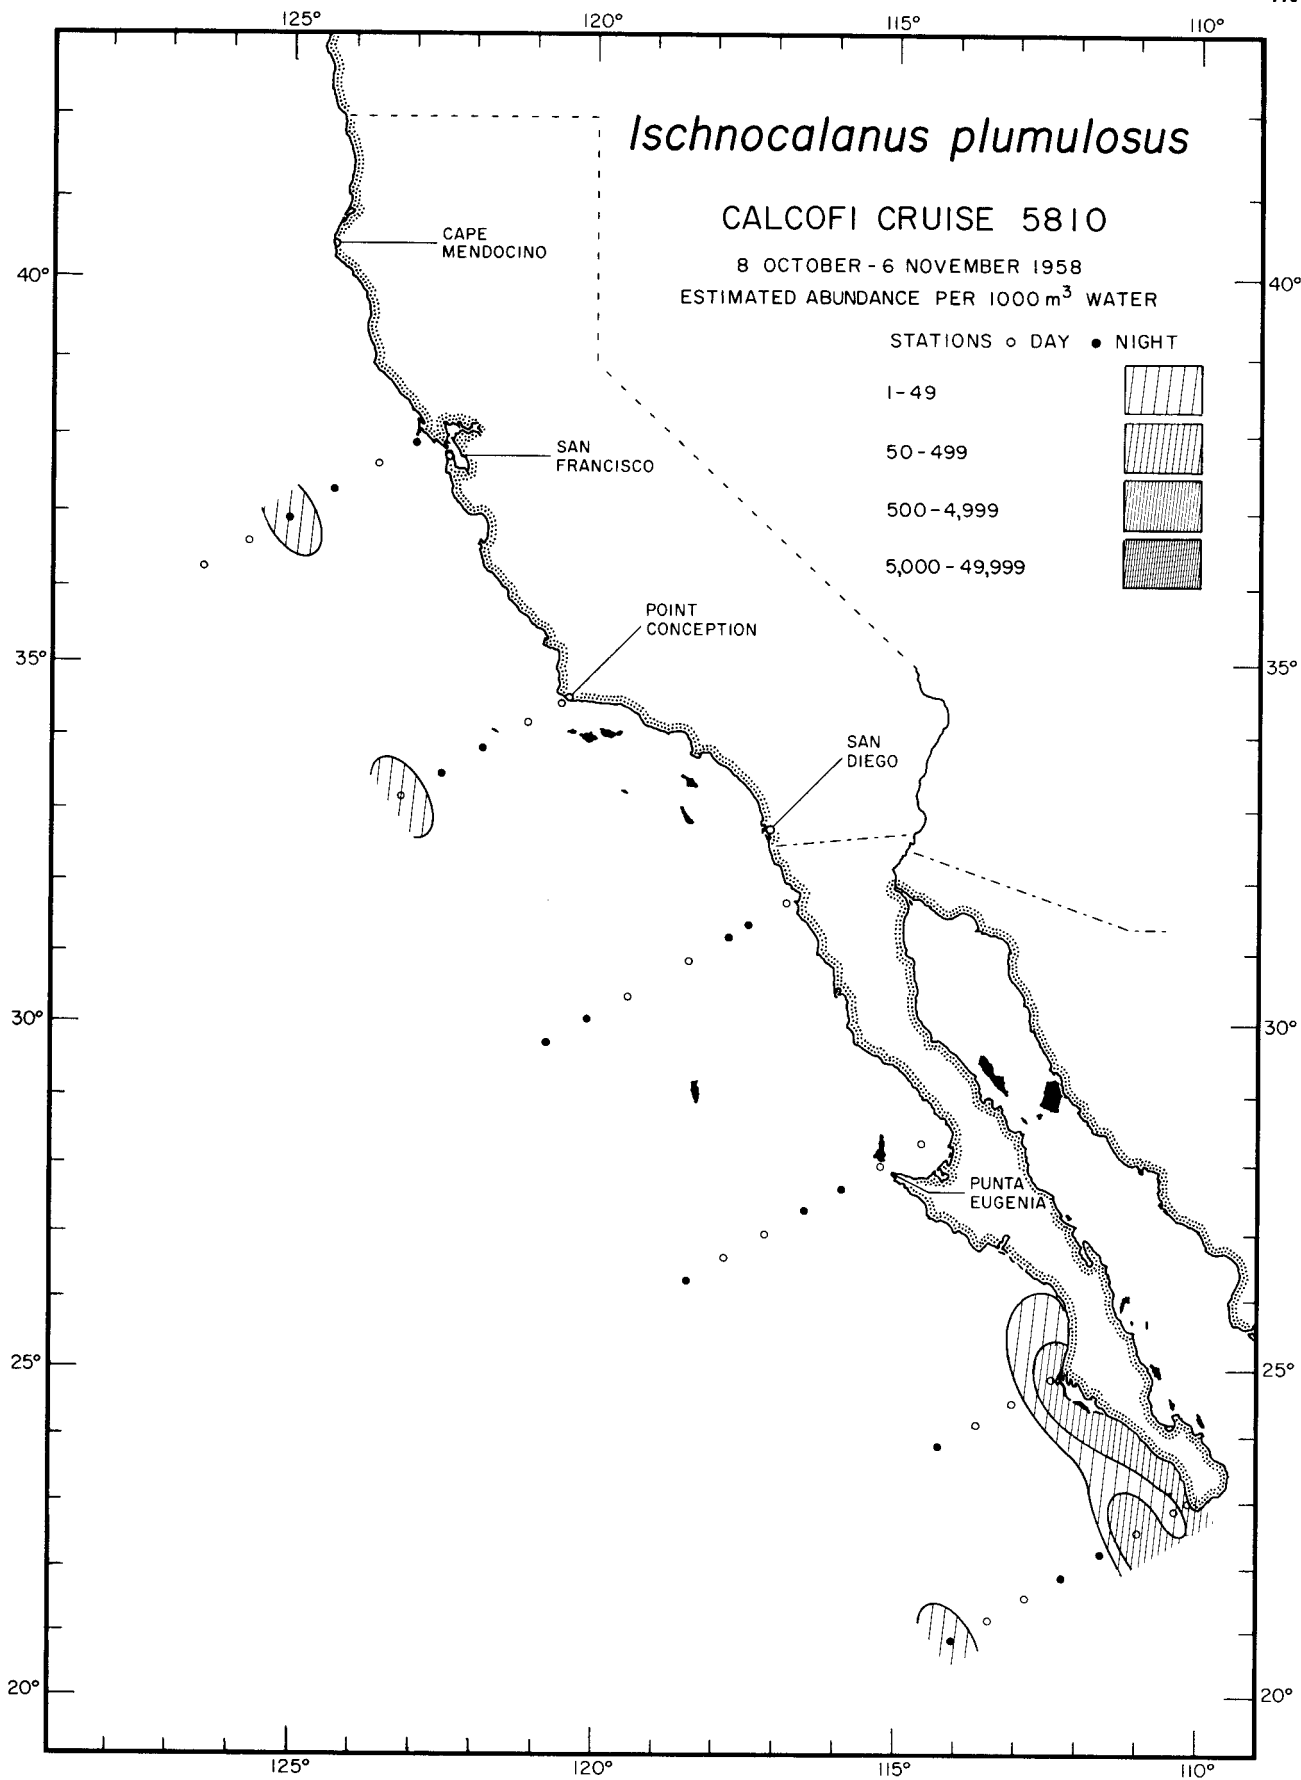 125° 120° 115° 110°
Ischnocalanus plumulosus
CALCOFI CRUISE 5810
8 OCTOBER - 6 NOVEMBER 1958
ESTIMATED ABUNDANCE PER 1000 m³ WATER
STATIONS ○ DAY ● NIGHT
1-49
50-499
500-4,999
5,000-49,999
CAPE
MENDOCINO
40° 40°
SAN
FRANCISCO
POINT
CONCEPTION
35° 35°
SAN
DIEGO
30° 30°
PUNTA
EUGENIA
25° 25°
20° 20°
125° 120° 115° 110°